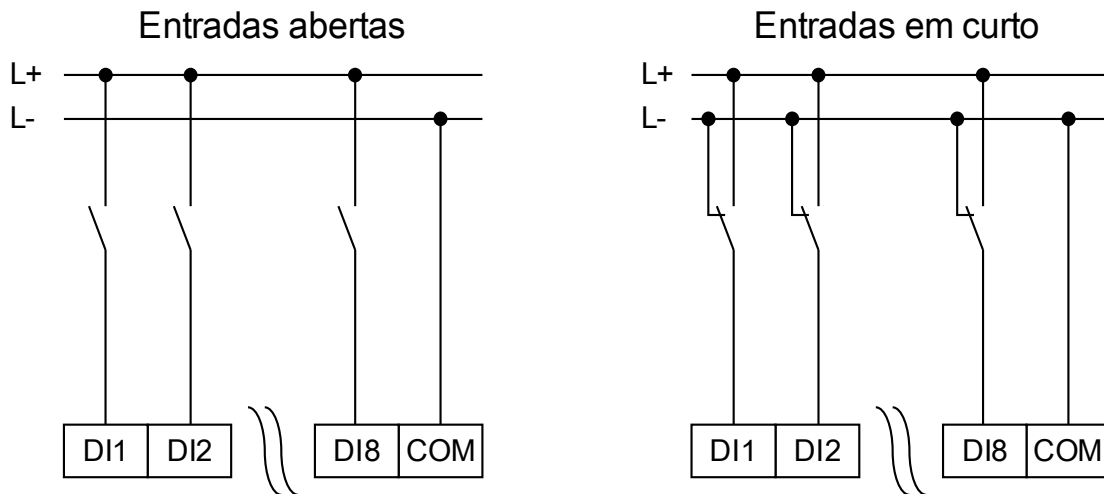 Entradas abertas
L+
L-
DI1 DI2 DI8 COM
Entradas em curto
L+
L-
DI1 DI2 DI8 COM